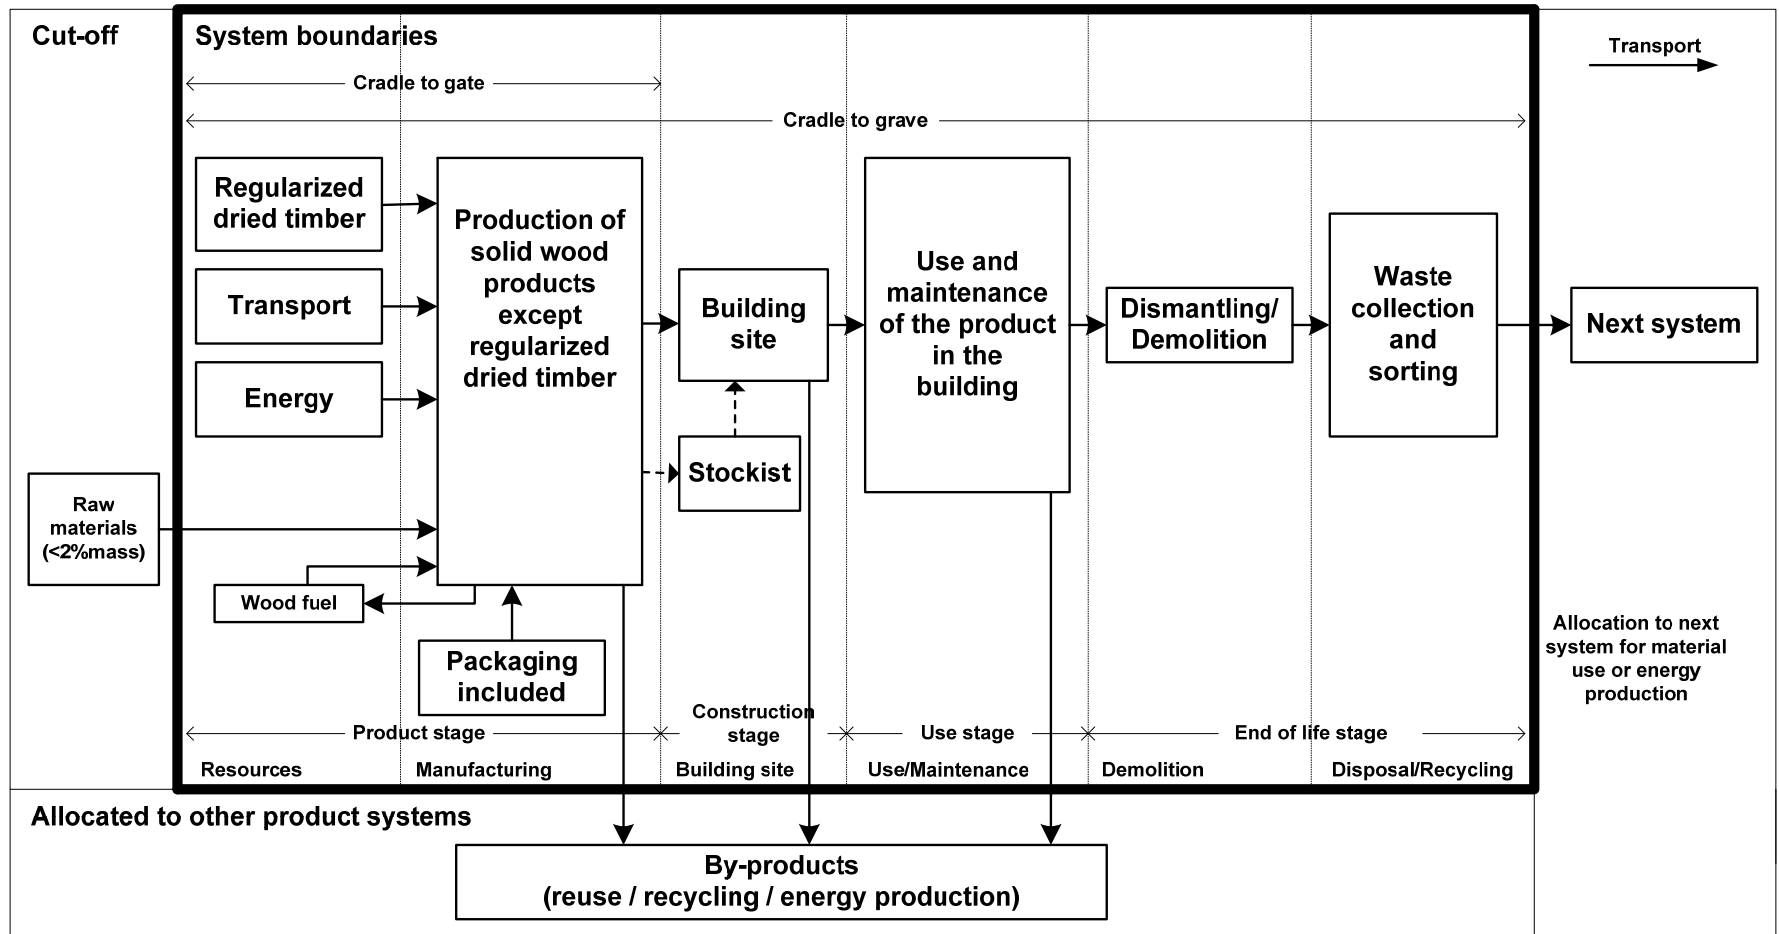 Cut-off
System boundaries
Transport
Cradle to gate
Cradle to grave
Regularized
dried timber
Transport
Energy
Raw
materials
(<2%mass)
Wood fuel
Production of
solid wood
products
except
regularized
dried timber
Packaging
included
Building
site
Stockist
Use and
maintenance
of the product
in the
building
Dismantling/
Demolition
Waste
collection
and
sorting
Next system
Allocation to next
system for material
use or energy
production
Product stage
Construction
stage
Use stage
End of life stage
Resources
Manufacturing
Building site
Use/Maintenance
Demolition
Disposal/Recycling
Allocated to other product systems
By-products
(reuse / recycling / energy production)